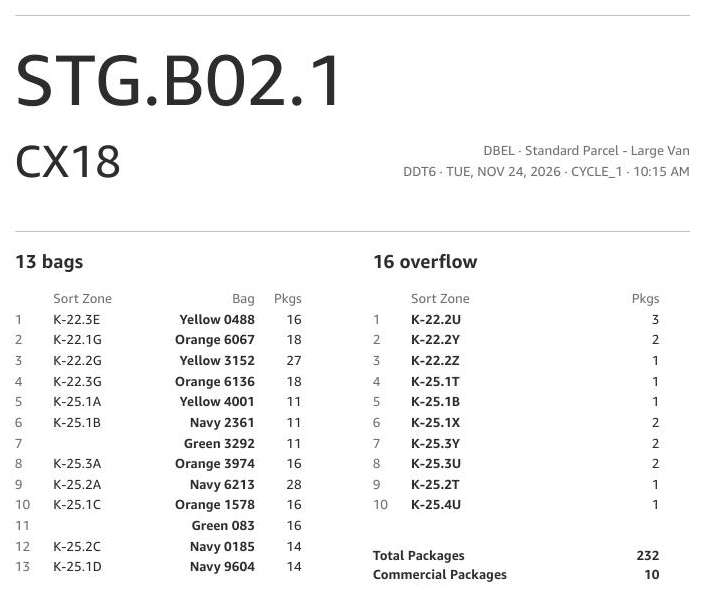 STG.B02.1
CX18
DBEL · Standard Parcel - Large Van
DDT6 · TUE, NOV 24, 2026 · CYCLE_1 · 10:15 AM
13 bags
Sort Zone Bag Pkgs
1 K-22.3E Yellow 0488 16
2 K-22.1G Orange 6067 18
3 K-22.2G Yellow 3152 27
4 K-22.3G Orange 6136 18
5 K-25.1A Yellow 4001 11
6 K-25.1B Navy 2361 11
7 Green 3292 11
8 K-25.3A Orange 3974 16
9 K-25.2A Navy 6213 28
10 K-25.1C Orange 1578 16
11 Green 083 16
12 K-25.2C Navy 0185 14
13 K-25.1D Navy 9604 14
16 overflow
Sort Zone Pkgs
1 K-22.2U 3
2 K-22.2Y 2
3 K-22.2Z 1
4 K-25.1T 1
5 K-25.1B 1
6 K-25.1X 2
7 K-25.3Y 2
8 K-25.3U 2
9 K-25.2T 1
10 K-25.4U 1
Total Packages 232
Commercial Packages 10